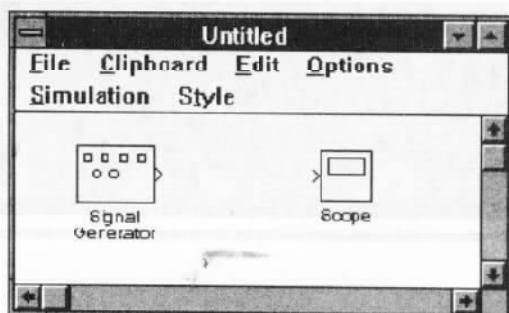 Untitled
File Clipboard Edit Options
Simulation Style
Signal
Generator
Scope